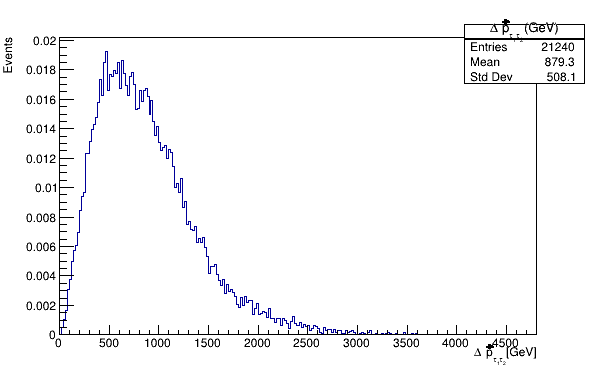 Δ p⃗τ₁τ₂(GeV)
Entries 21240
Mean 879.3
Std Dev 508.1
Events
0.02
0.018
0.016
0.014
0.012
0.01
0.008
0.006
0.004
0.002
0
0 500 1000 1500 2000 2500 3000 3500 4000 4500
Δ p⃗τ₁τ₂[GeV]